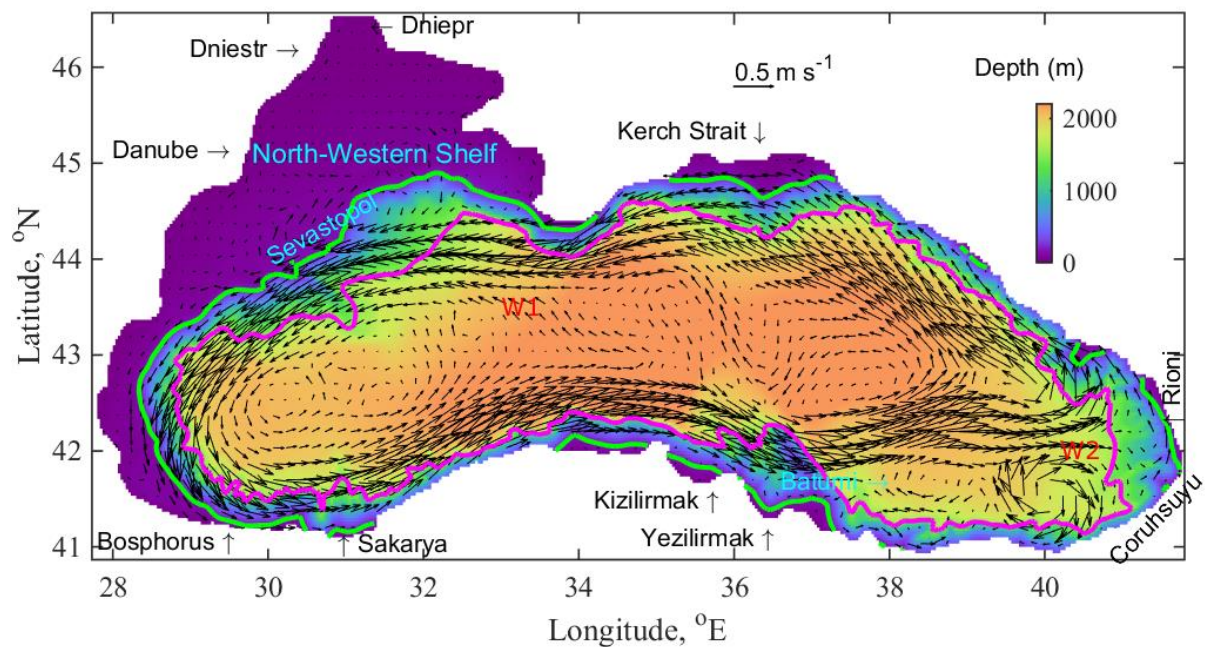 Dniepr
← Dniepr
Dniestr →
46
0.5 m s⁻¹
Depth (m)
2000
Kerch Strait ↓
Danube →
North-Western Shelf
45
1000
Sevastopol
0
44
Latitude, °N
W1
43
Rioni
42
W2
Batumi →
Kizilirmak ↑
Coruhsuyu
Bosphorus ↑
↑ Sakarya
Yezilirmak ↑
41
28
30
32
34
36
38
40
Longitude, °E